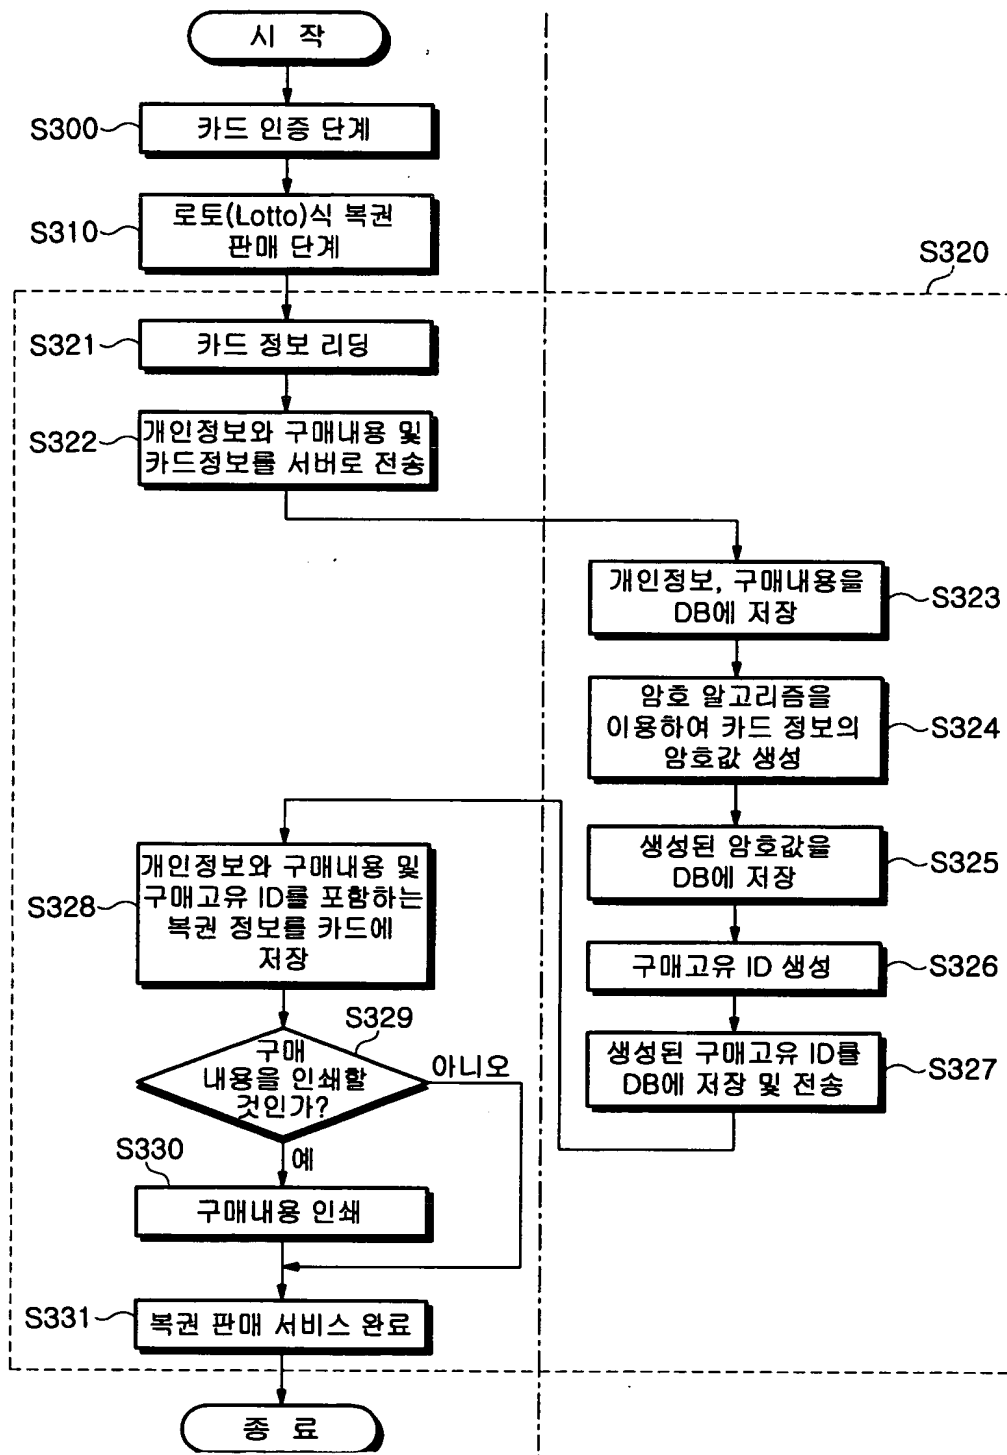 시 작
S300
카드 인증 단계
S310
로토(Lotto)식 복권
판매 단계
S320
S321
카드 정보 리딩
S322
개인정보와 구매내용 및
카드정보를 서버로 전송
개인정보, 구매내용을
DB에 저장
S323
암호 알고리즘을
이용하여 카드 정보의
암호값 생성
S324
생성된 암호값을
DB에 저장
S325
구매고유 ID 생성
S326
생성된 구매고유 ID를
DB에 저장 및 전송
S327
S328
개인정보와 구매내용 및
구매고유 ID를 포함하는
복권 정보를 카드에
저장
S329
구매
내용을 인쇄할
것인가?
아니오
예
S330
구매내용 인쇄
S331
복권 판매 서비스 완료
종 료